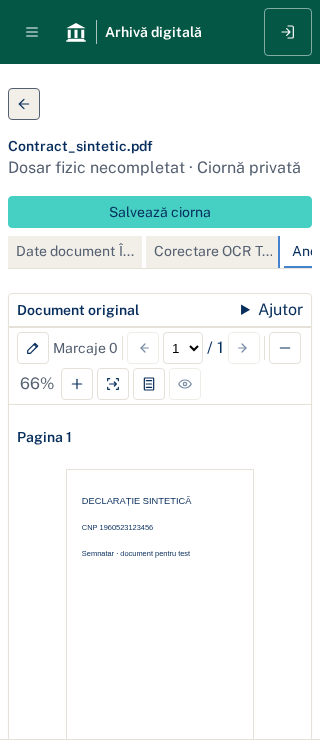 Arhivă digitală
Contract_sintetic.pdf
Dosar fizic necompletat · Ciornă privată
Salvează ciorna
Date document Î...
Corectare OCR T...
And
Document original
Ajutor
Marcaje 0
1
/ 1
66%
Pagina 1
DECLARAȚIE SINTETICĂ
CNP 1960523123456
Semnatar · document pentru test